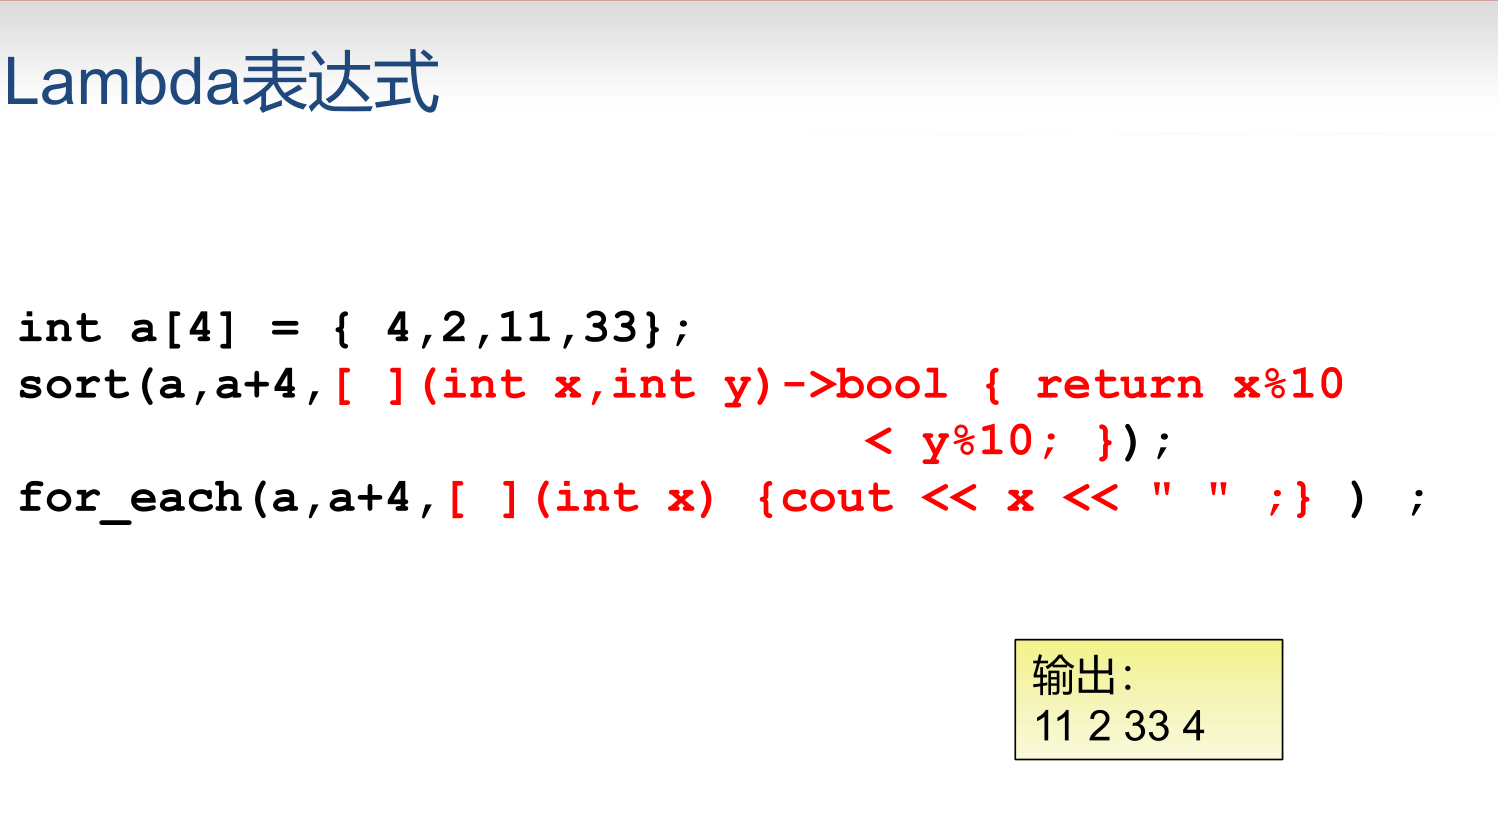 Lambda表达式
int a[4] = { 4,2,11,33};
sort(a,a+4,[ ](int x,int y)->bool { return x%10
< y%10; });
for_each(a,a+4,[ ](int x) {cout << x << " " ;} ) ;
输出：
11 2 33 4